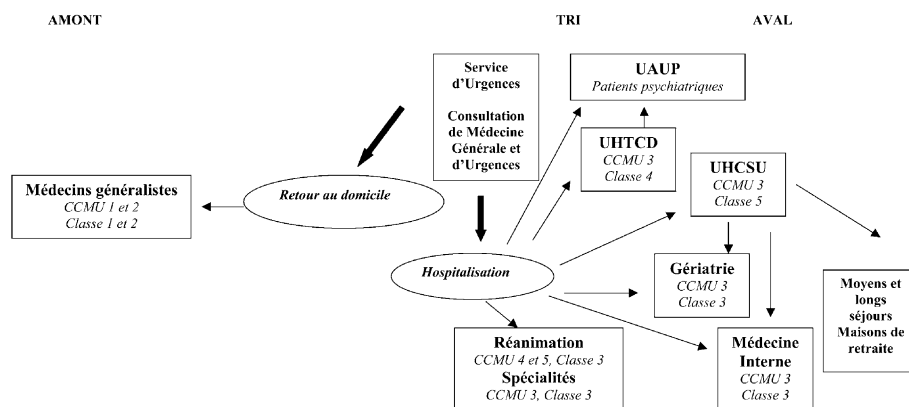 AMONT
TRI
AVAL
Service
d'Urgences
Consultation
de Médecine
Générale et
d'Urgences
UAUP
Patients psychiatriques
UHTCD
CCMU 3
Classe 4
UHCSU
CCMU 3
Classe 5
Médecins généralistes
CCMU 1 et 2
Classe 1 et 2
Retour au domicile
Hospitalisation
Gériatrie
CCMU 3
Classe 3
Moyens et
longs
séjours
Maisons de
retraite
Réanimation
CCMU 4 et 5, Classe 3
Spécialités
CCMU 3, Classe 3
Médecine
Interne
CCMU 3
Classe 3